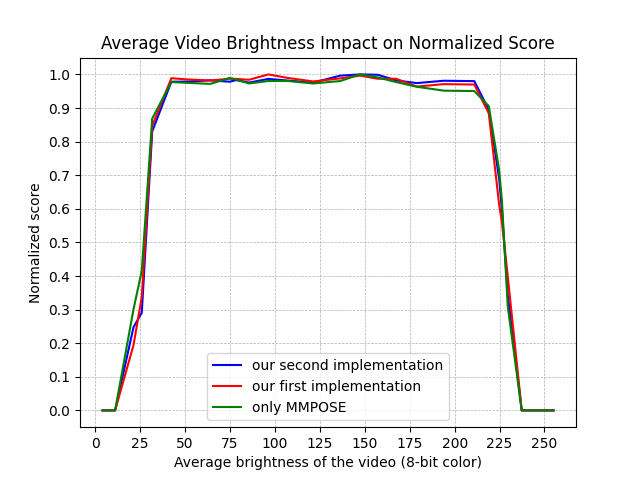 Average Video Brightness Impact on Normalized Score
1.0
0.9
0.8
0.7
0.6
0.5
0.4
0.3
0.2
0.1
0.0
Normalized score
our second implementation
our first implementation
only MMPOSE
0 25 50 75 100 125 150 175 200 225 250
Average brightness of the video (8-bit color)